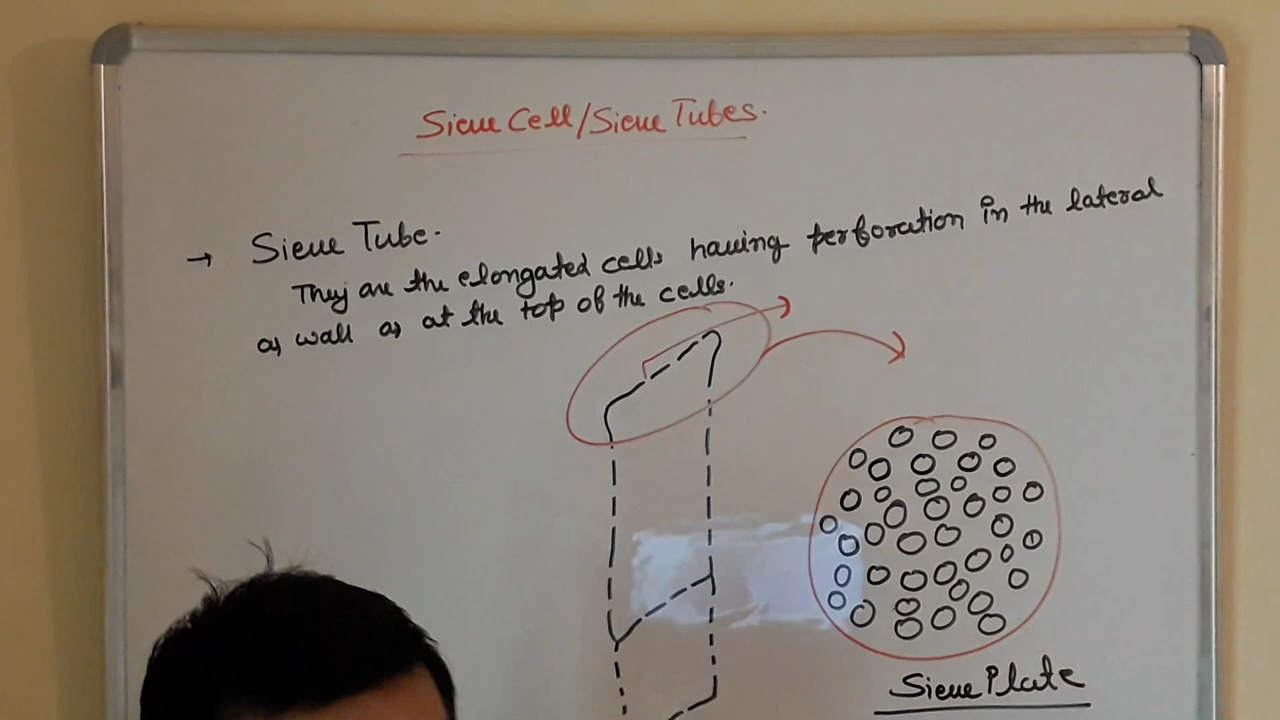 Sieve Cell/Sieve Tubes.
→ Sieve Tube.
They are the elongated cells having perforation in the lateral
as wall as at the top of the cells.
Sieve Plate